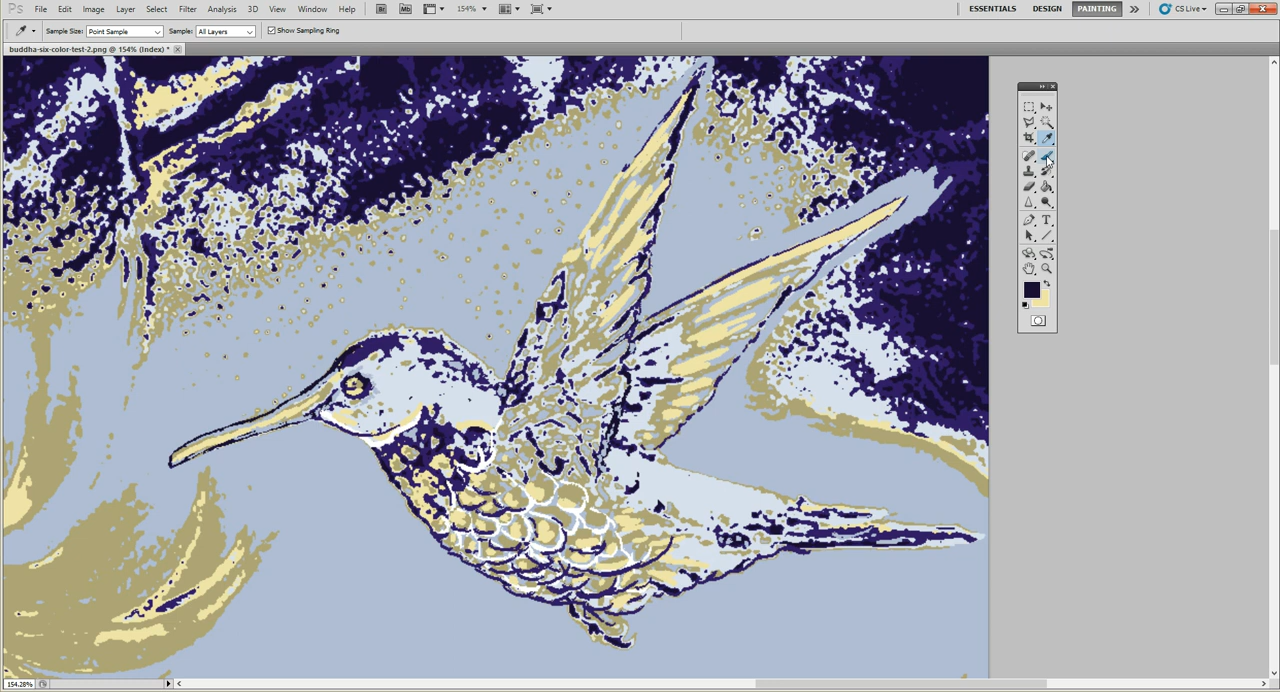 Ps File Edit Image Layer Select Filter Analysis 3D View Window Help Br Mb 154% ESSENTIALS DESIGN PAINTING CS Live
Sample Size: Point Sample Sample: All Layers Show Sampling Ring
buddha-six-color-test-2.png @ 154% (Index) *
T
154.28%